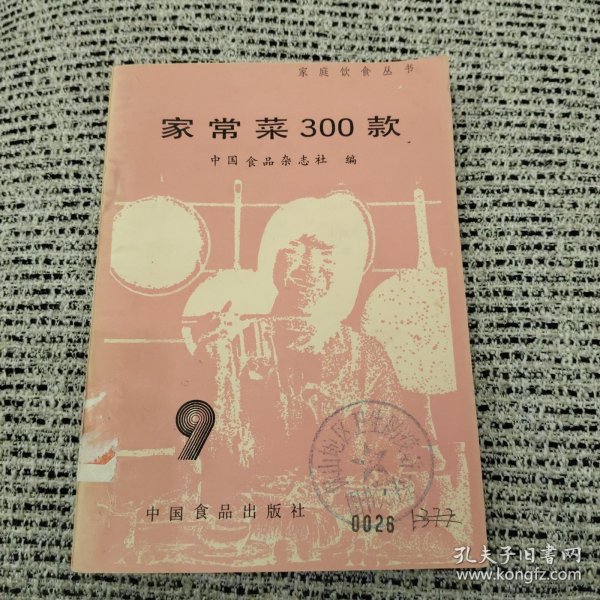 家庭饮食丛书
家常菜300款
中国食品杂志社 编
9
中国食品出版社
0026
1377
孔夫子旧书网
www.kongfz.com